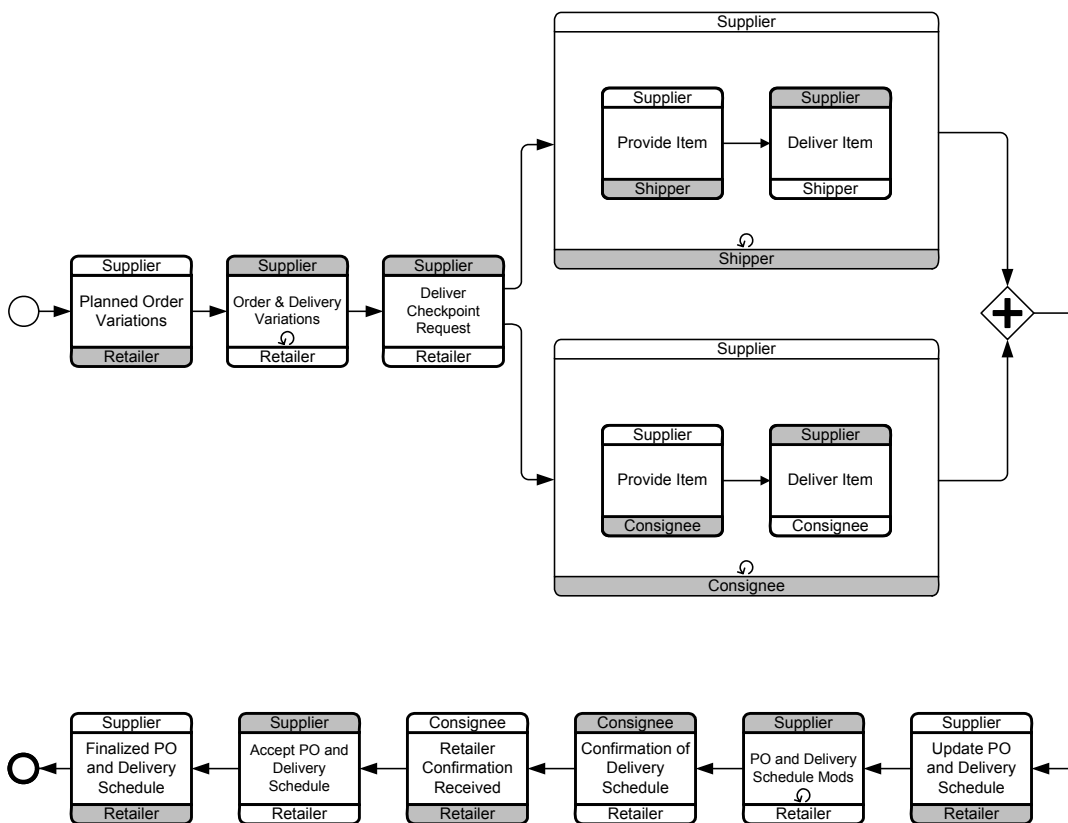 Supplier
Supplier
Provide Item
Shipper
Supplier
Deliver Item
Shipper
Shipper
Supplier
Planned Order
Variations
Retailer
Supplier
Order & Delivery
Variations
Retailer
Supplier
Deliver
Checkpoint
Request
Retailer
Supplier
Supplier
Provide Item
Consignee
Supplier
Deliver Item
Consignee
Consignee
Supplier
Finalized PO
and Delivery
Schedule
Retailer
Supplier
Accept PO and
Delivery
Schedule
Retailer
Consignee
Retailer
Confirmation
Received
Retailer
Consignee
Confirmation of
Delivery
Schedule
Retailer
Supplier
PO and Delivery
Schedule Mods
Retailer
Supplier
Update PO
and Delivery
Schedule
Retailer